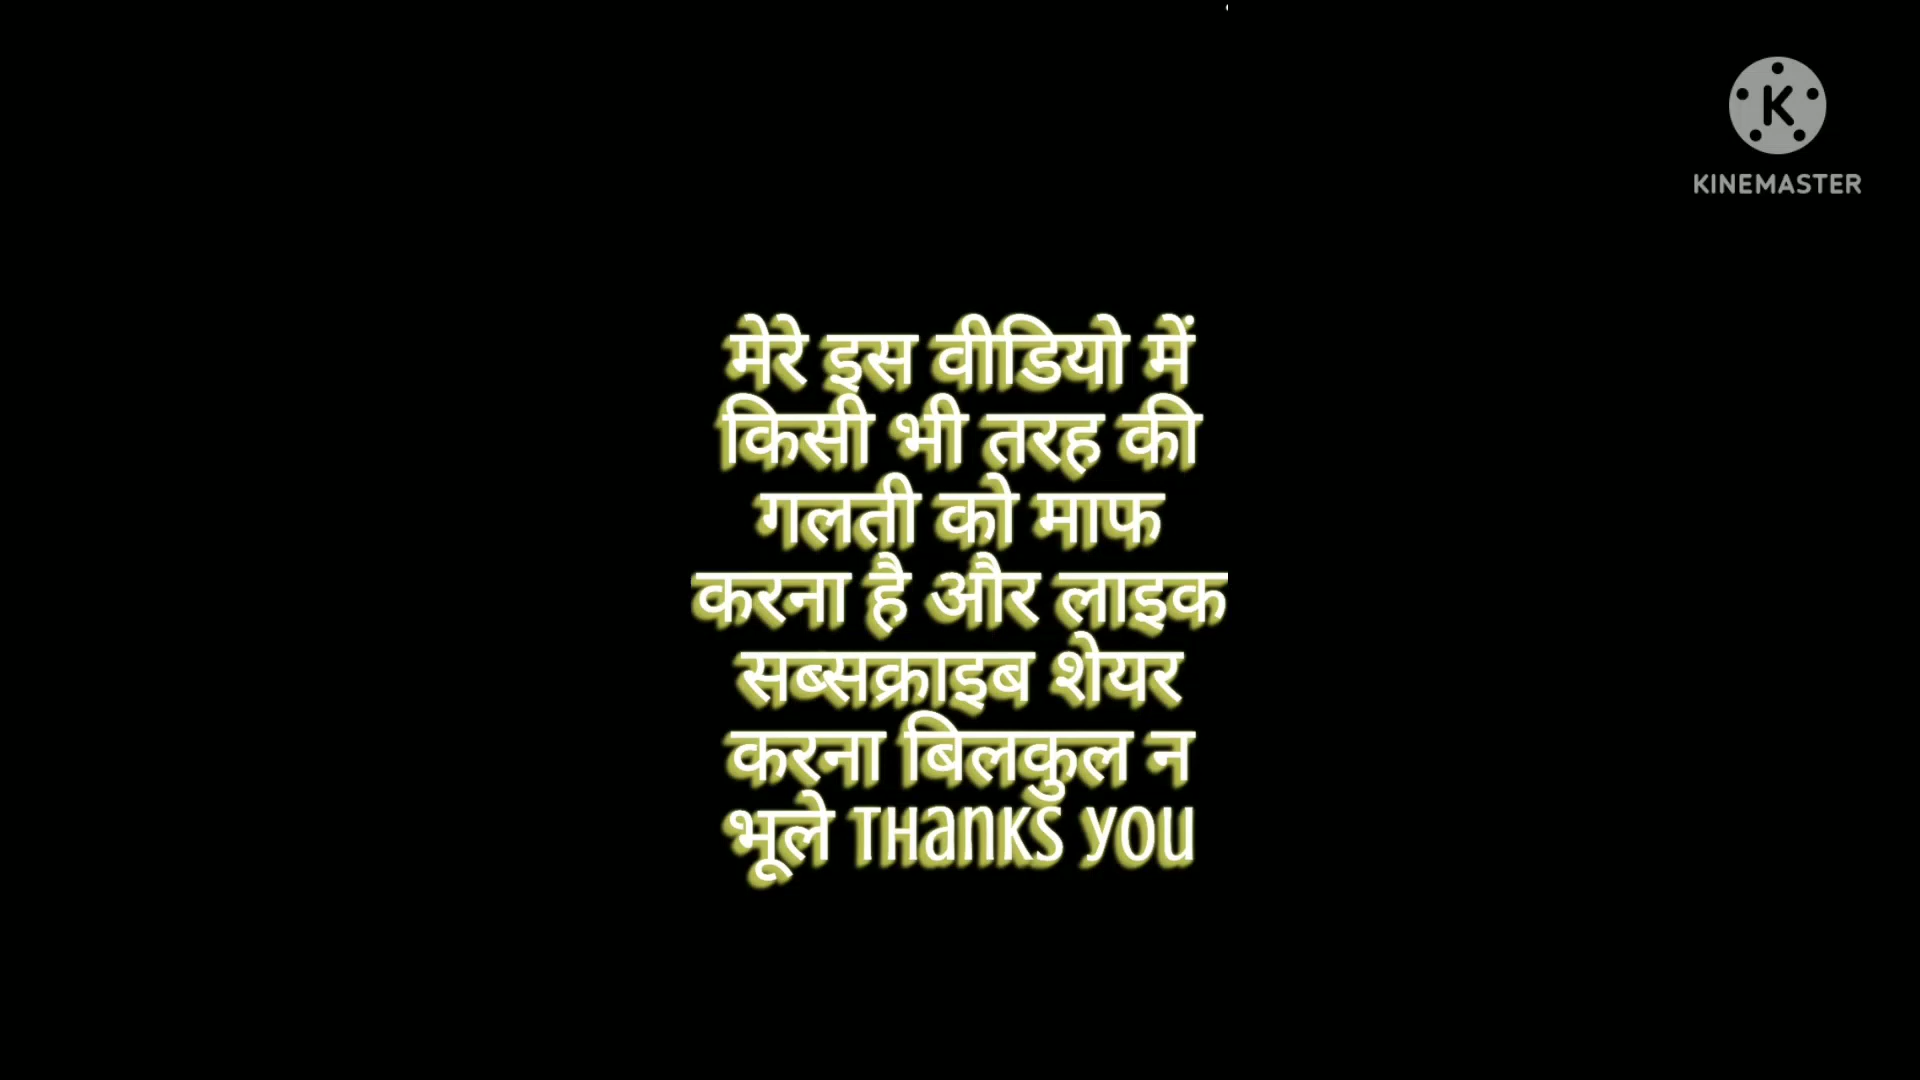 K
KINEMASTER
मेरे इस वीडियो में
किसी भी तरह की
गलती को माफ
करना है और लाइक
सब्सक्राइब शेयर
करना बिलकुल न
भूले THANKS YOU